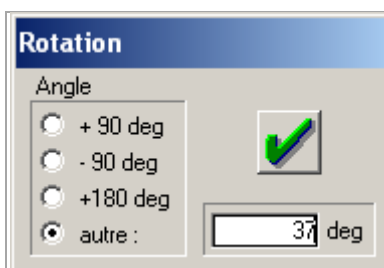 Rotation
Angle
+ 90 deg
- 90 deg
+180 deg
autre :
37 deg